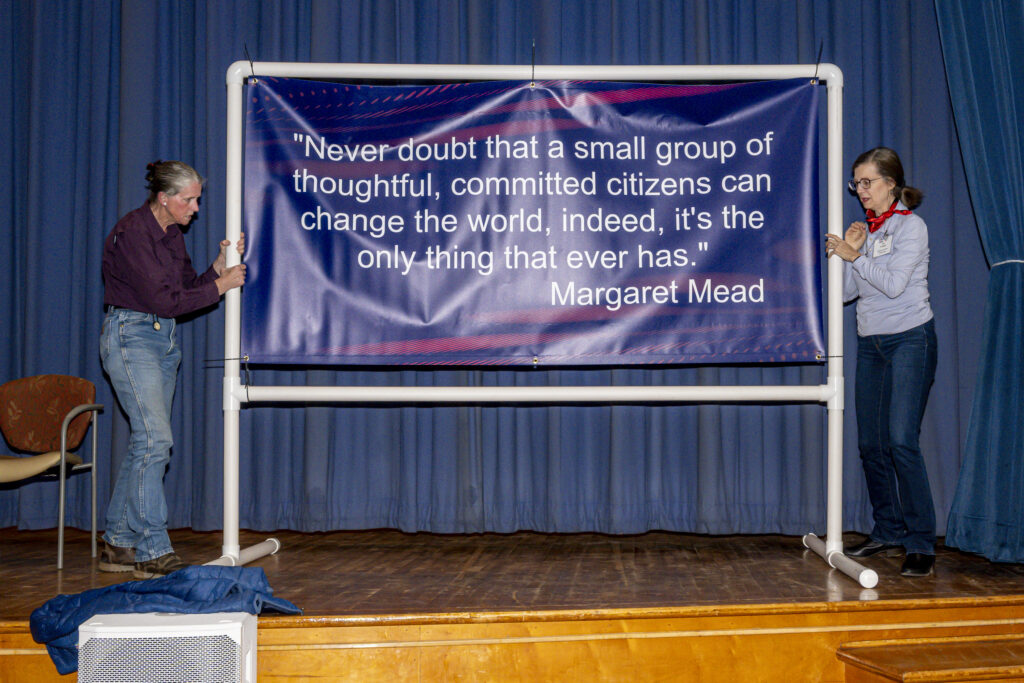 "Never doubt that a small group of
thoughtful, committed citizens can
change the world, indeed, it's the
only thing that ever has."
Margaret Mead